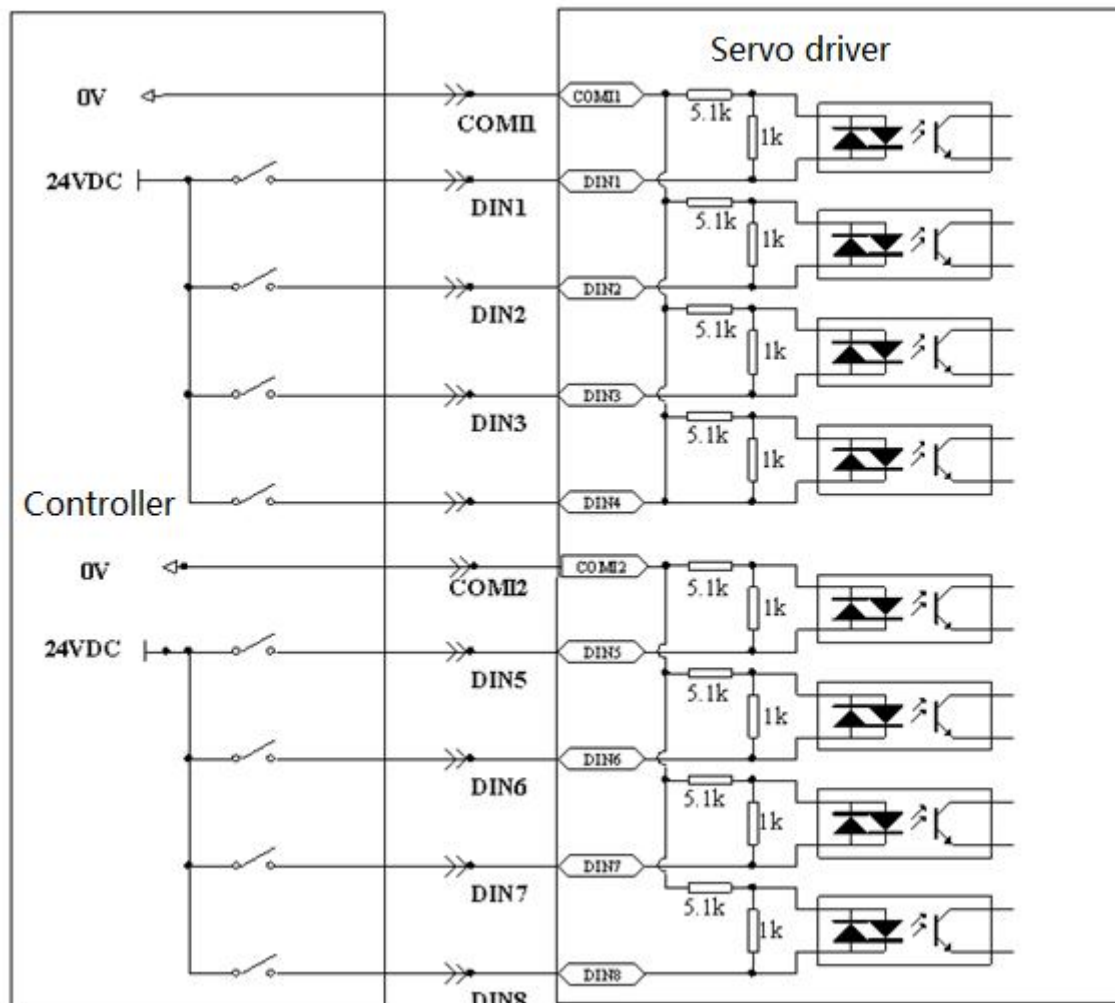 Servo driver
0V
COMI1
COMI1
5.1k
1k
24VDC
DIN1
DIN1
5.1k
1k
DIN2
DIN2
5.1k
1k
DIN3
DIN3
5.1k
1k
Controller
DIN4
0V
COMI2
COMI2
5.1k
1k
24VDC
DIN5
DIN5
5.1k
1k
DIN6
DIN6
5.1k
1k
DIN7
DIN7
5.1k
1k
DIN8
DIN8